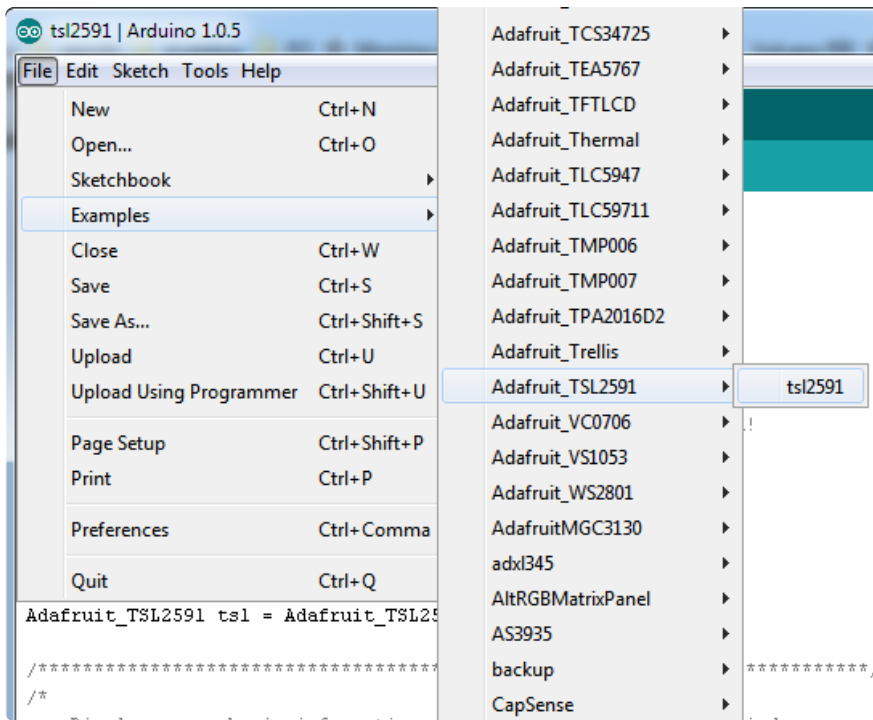 tsl2591 | Arduino 1.0.5
File Edit Sketch Tools Help
New Ctrl+N
Open... Ctrl+O
Sketchbook
Examples
Close Ctrl+W
Save Ctrl+S
Save As... Ctrl+Shift+S
Upload Ctrl+U
Upload Using Programmer Ctrl+Shift+U
Page Setup Ctrl+Shift+P
Print Ctrl+P
Preferences Ctrl+Comma
Quit Ctrl+Q
Adafruit_TCS34725
Adafruit_TEA5767
Adafruit_TFTLCD
Adafruit_Thermal
Adafruit_TLC5947
Adafruit_TLC59711
Adafruit_TMP006
Adafruit_TMP007
Adafruit_TPA2016D2
Adafruit_Trellis
Adafruit_TSL2591
Adafruit_VC0706
Adafruit_VS1053
Adafruit_WS2801
AdafruitMGC3130
adxl345
AltRGBMatrixPanel
AS3935
backup
CapSense
tsl2591
.!
Adafruit_TSL2591 tsl = Adafruit_TSL25
/************************************* ***********/
/*